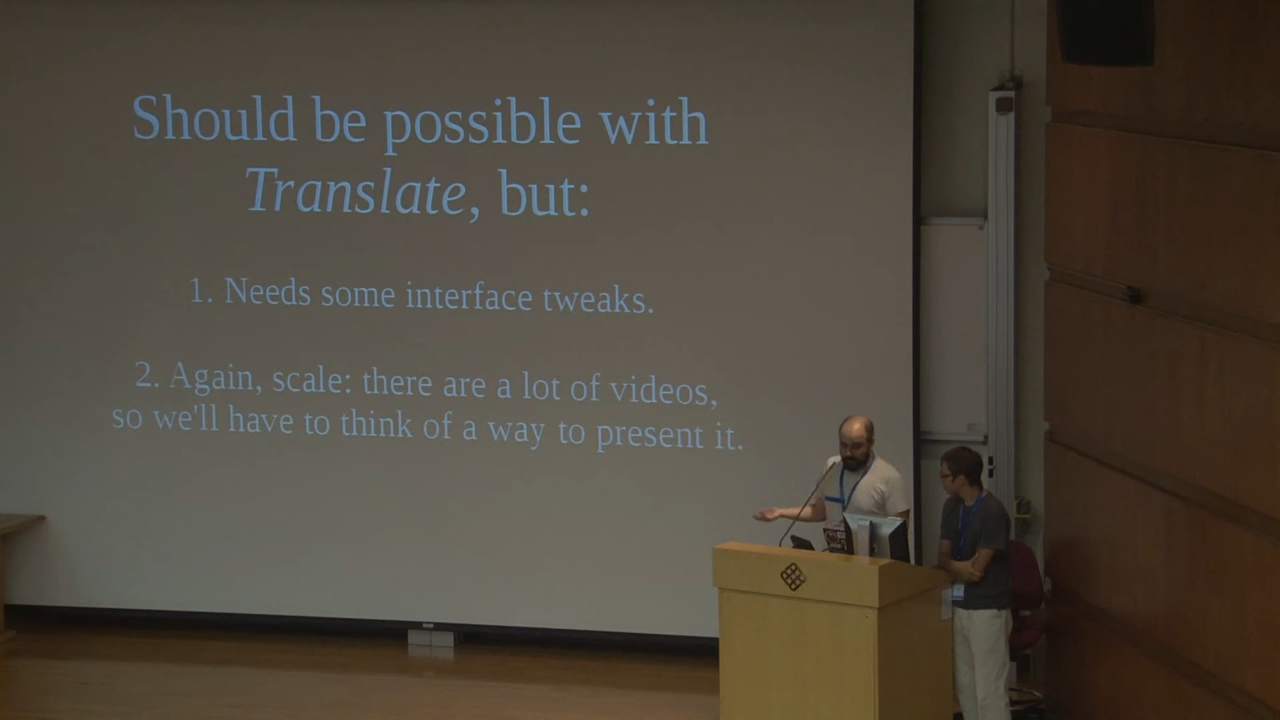 Should be possible with
Translate, but:
1. Needs some interface tweaks.
2. Again, scale: there are a lot of videos,
so we'll have to think of a way to present it.